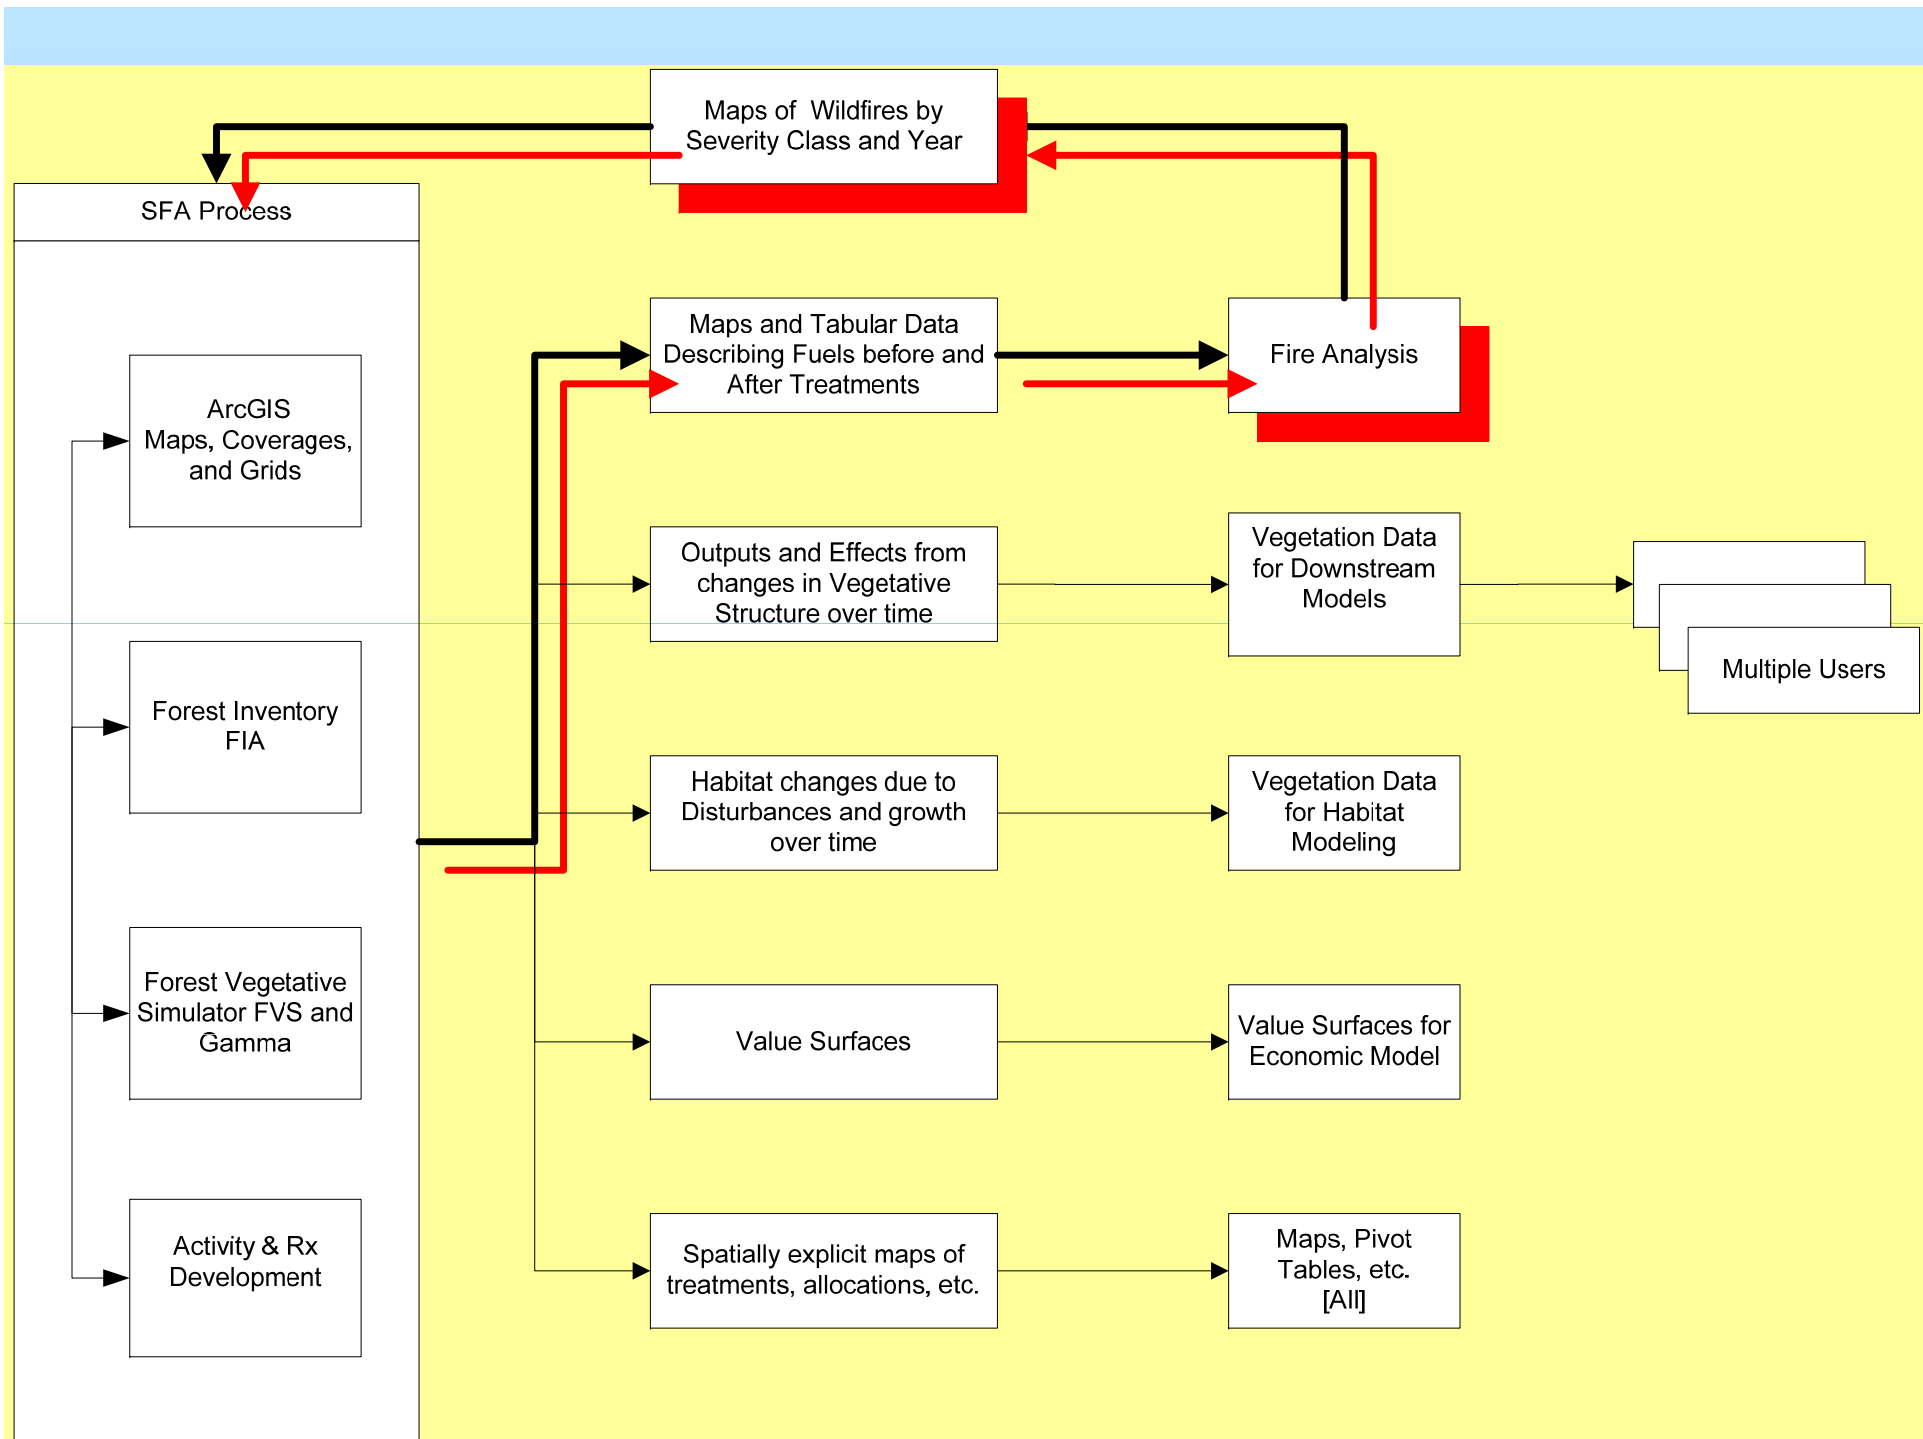 Maps of Wildfires by
Severity Class and Year
SFA Process
Maps and Tabular Data
Describing Fuels before and
After Treatments
Fire Analysis
ArcGIS
Maps, Coverages,
and Grids
Outputs and Effects from
changes in Vegetative
Structure over time
Vegetation Data
for Downstream
Models
Multiple Users
Forest Inventory
FIA
Habitat changes due to
Disturbances and growth
over time
Vegetation Data
for Habitat
Modeling
Forest Vegetative
Simulator FVS and
Gamma
Value Surfaces
Value Surfaces for
Economic Model
Activity & Rx
Development
Spatially explicit maps of
treatments, allocations, etc.
Maps, Pivot
Tables, etc.
[All]